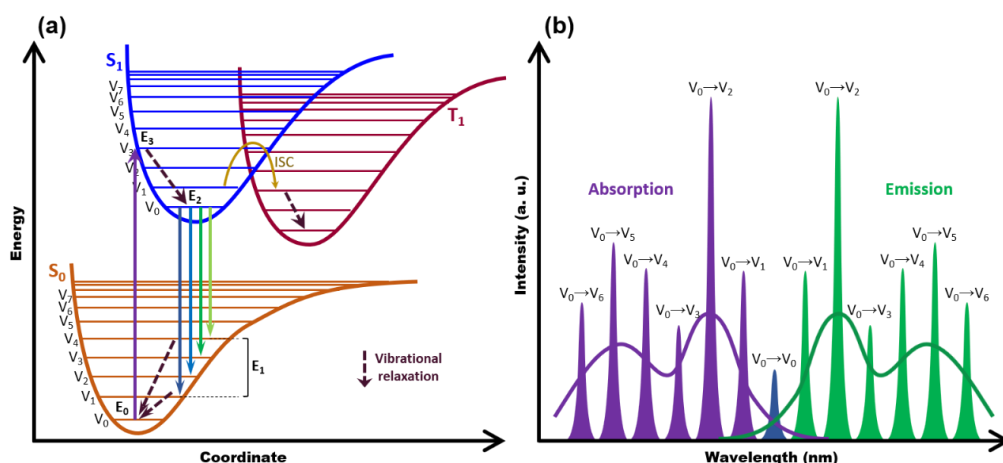 (a)
S1
V7
V6
V5
V4
V3
V2
V1
V0
E3
E2
ISC
T1
Energy
S0
V7
V6
V5
V4
V3
V2
V1
V0
E0
E1
Vibrational
relaxation
Coordinate
(b)
V0→V2
V0→V2
Absorption
Emission
V0→V5
V0→V4
V0→V6
V0→V3
V0→V1
V0→V0
V0→V1
V0→V3
V0→V4
V0→V5
V0→V6
Intensity (a. u.)
Wavelength (nm)